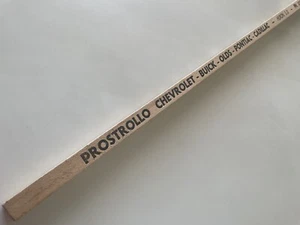 PROSTROLLO CHEVROLET - BUICK - OLDS - PONTIAC - CADILLAC -